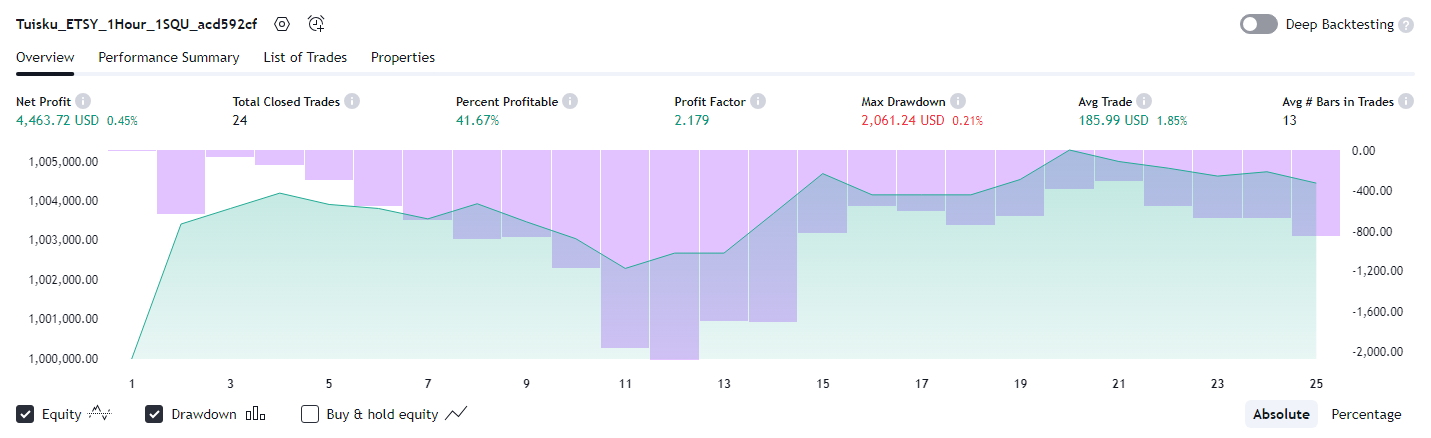 Tuisku_ETSY_1Hour_1SQU_acd592cf Deep Backtesting ?
Overview Performance Summary List of Trades Properties
Net Profit Total Closed Trades Percent Profitable Profit Factor Max Drawdown Avg Trade Avg # Bars in Trades
4,463.72 USD 0.45% 24 41.67% 2.179 2,061.24 USD 0.21% 185.99 USD 1.85% 13
1,005,000.00 0.00
1,004,000.00 -400.00
1,003,000.00 -800.00
1,002,000.00 -1,200.00
1,001,000.00 -1,600.00
1,000,000.00 -2,000.00
1 3 5 7 9 11 13 15 17 19 21 23 25
Equity Drawdown Buy & hold equity Absolute Percentage